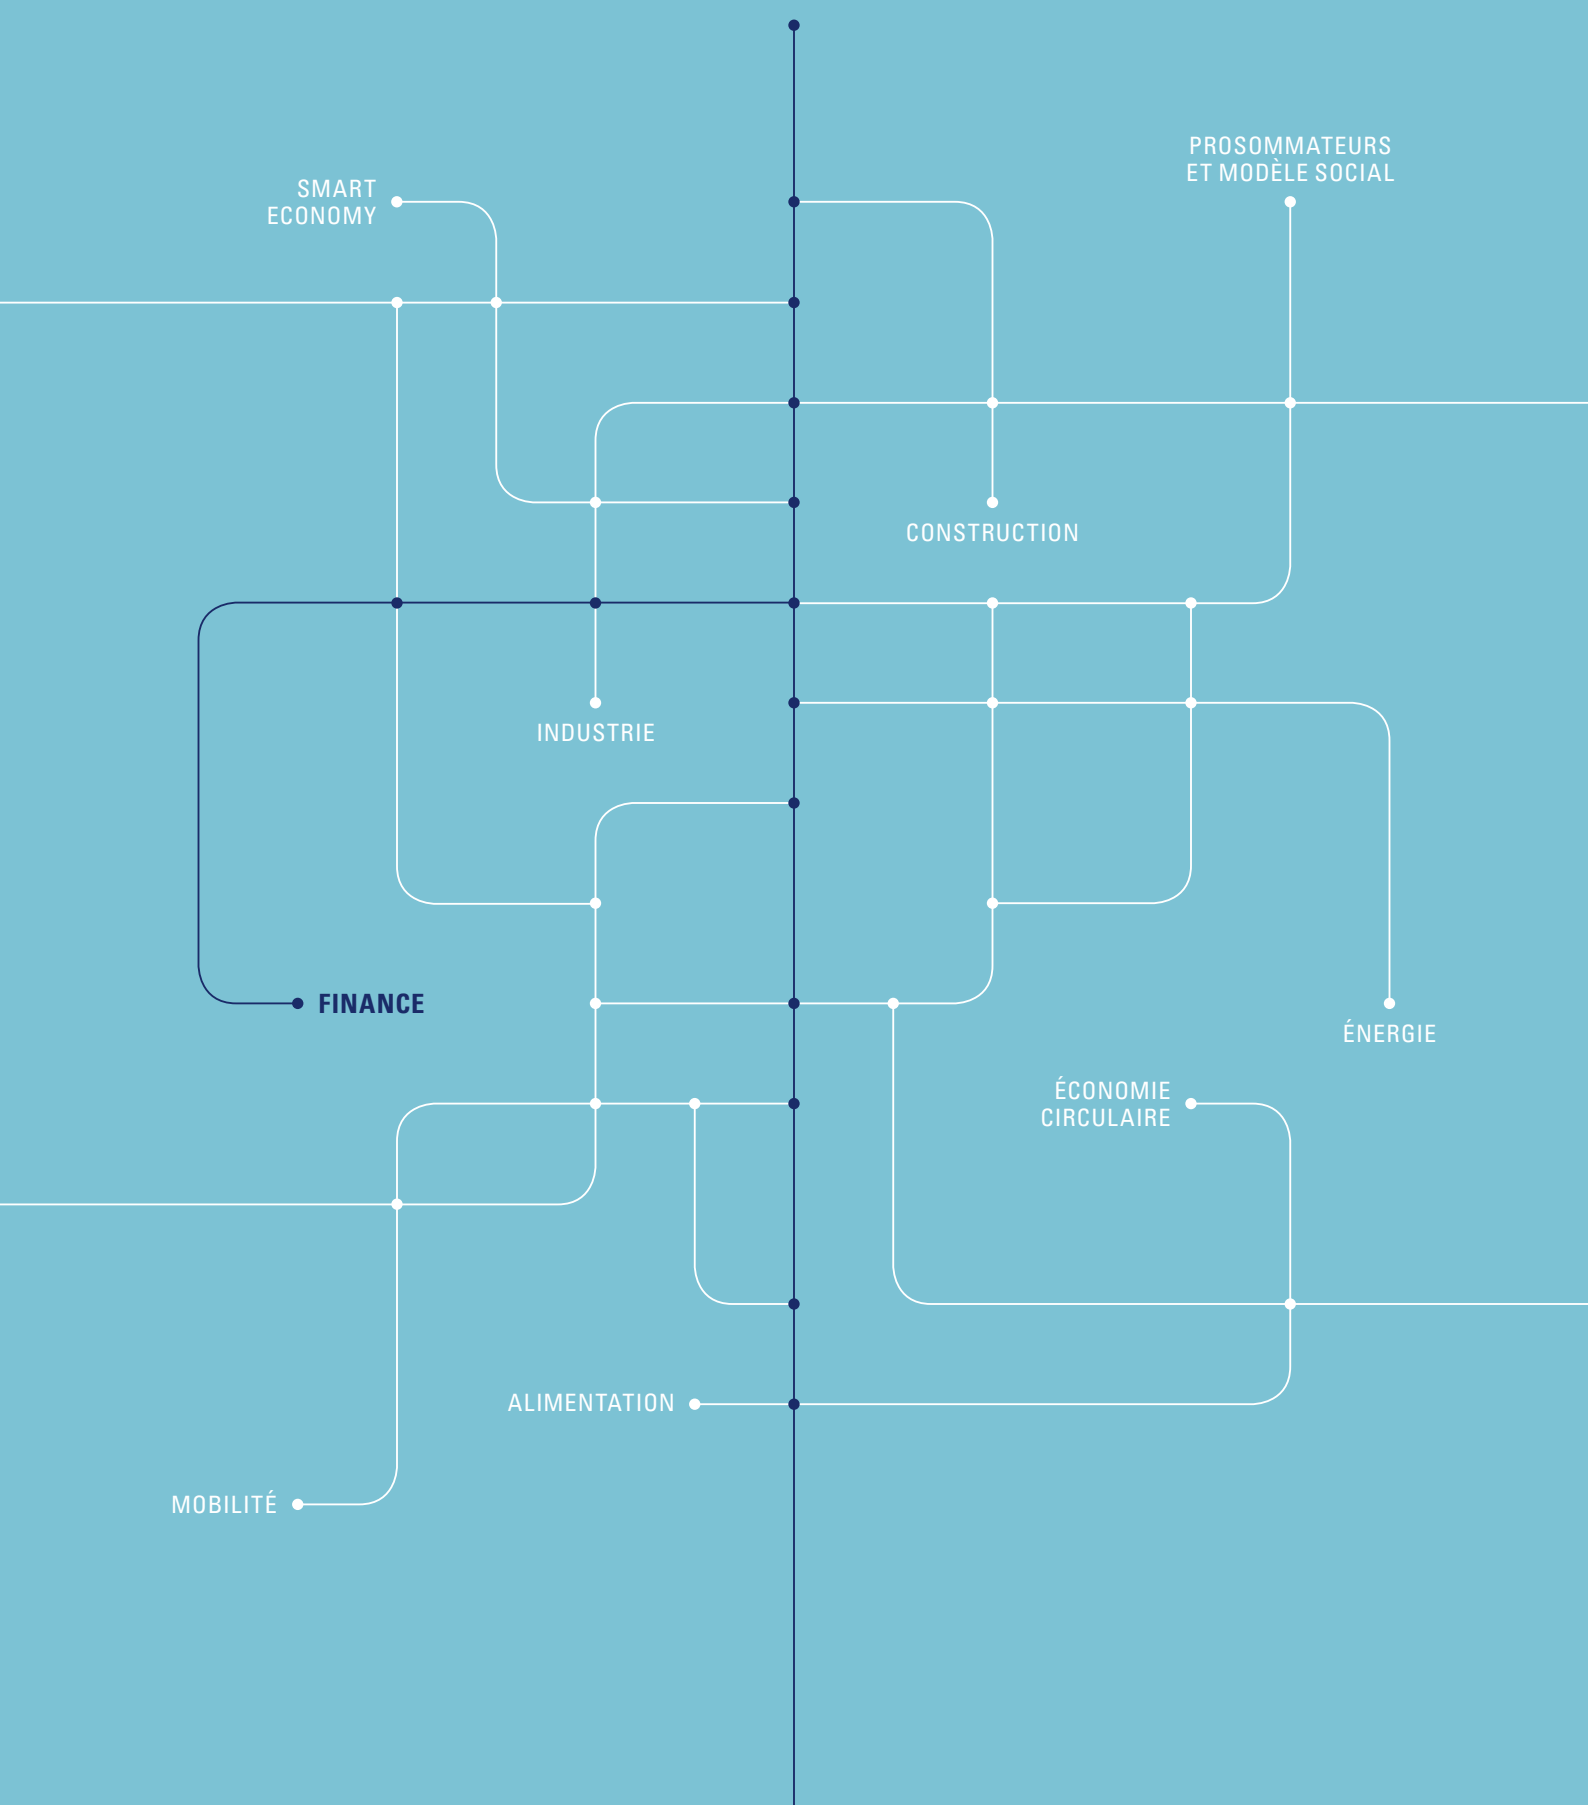 PROSOMMATEURS
ET MODÈLE SOCIAL
SMART
ECONOMY
CONSTRUCTION
INDUSTRIE
FINANCE
ÉNERGIE
ÉCONOMIE
CIRCULAIRE
ALIMENTATION
MOBILITÉ